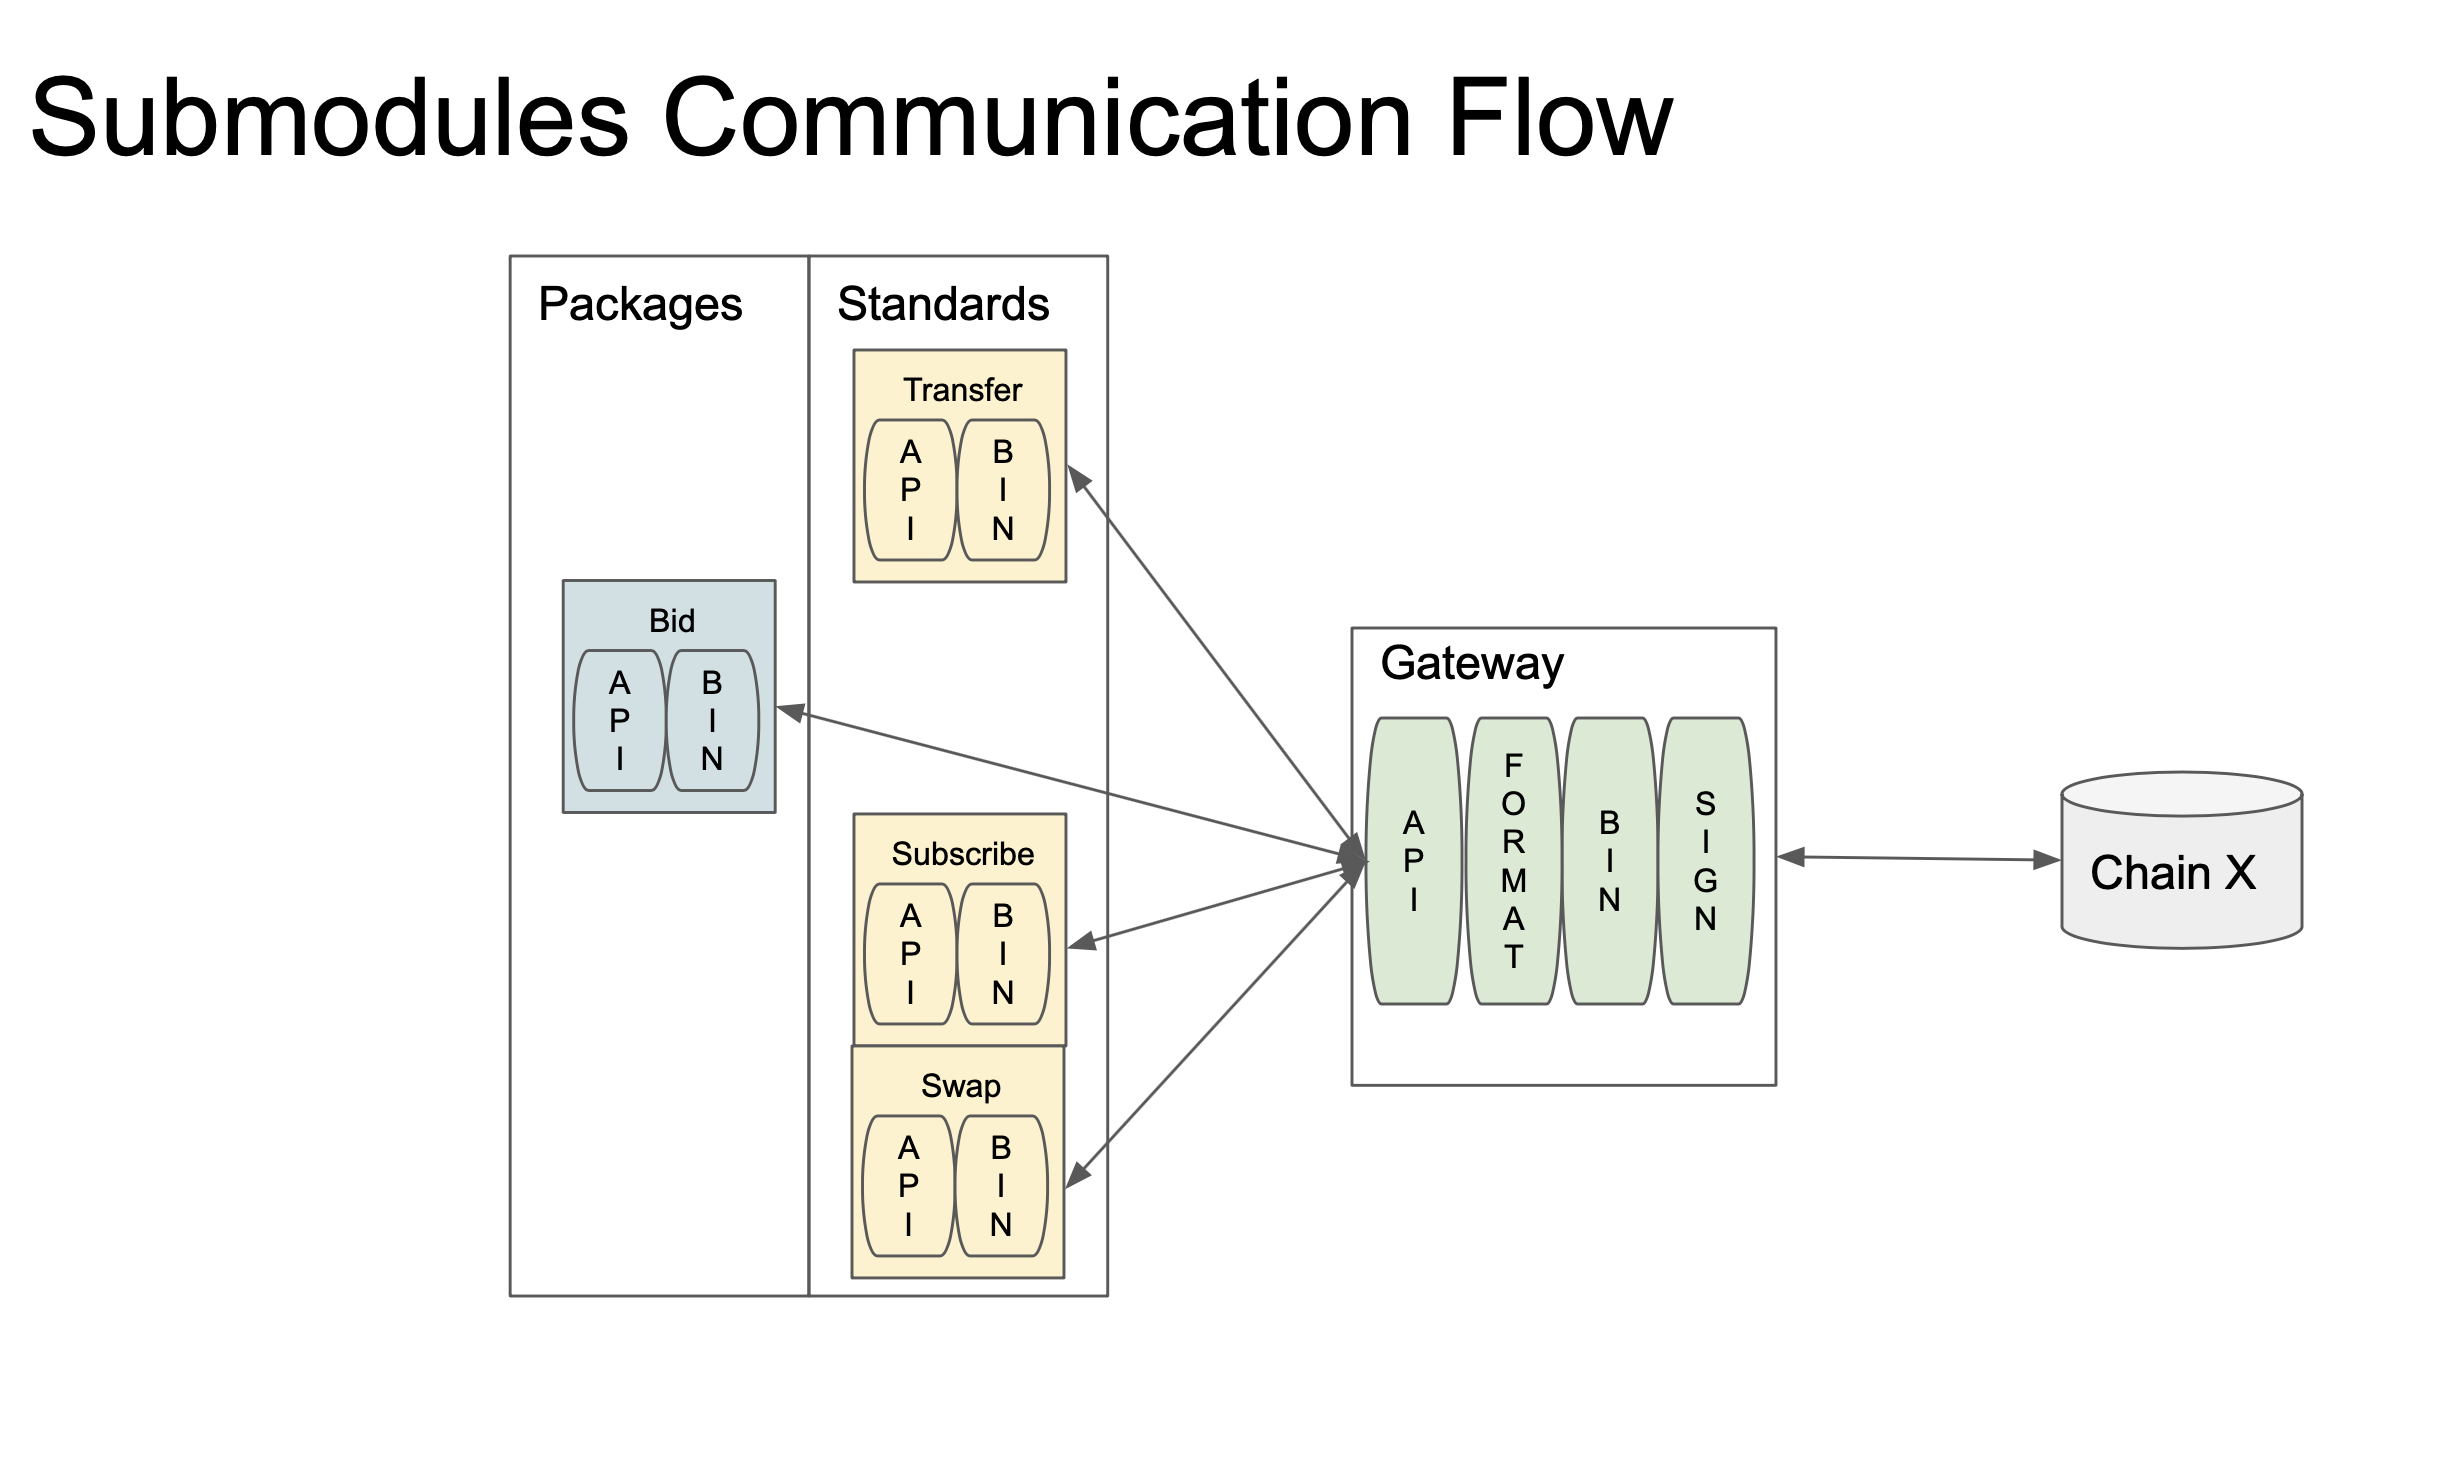 Submodules Communication Flow
Packages
Standards
Transfer
API
BIN
Bid
API
BIN
Subscribe
API
BIN
Swap
API
BIN
Gateway
API
FORMAT
BIN
SIGN
Chain X